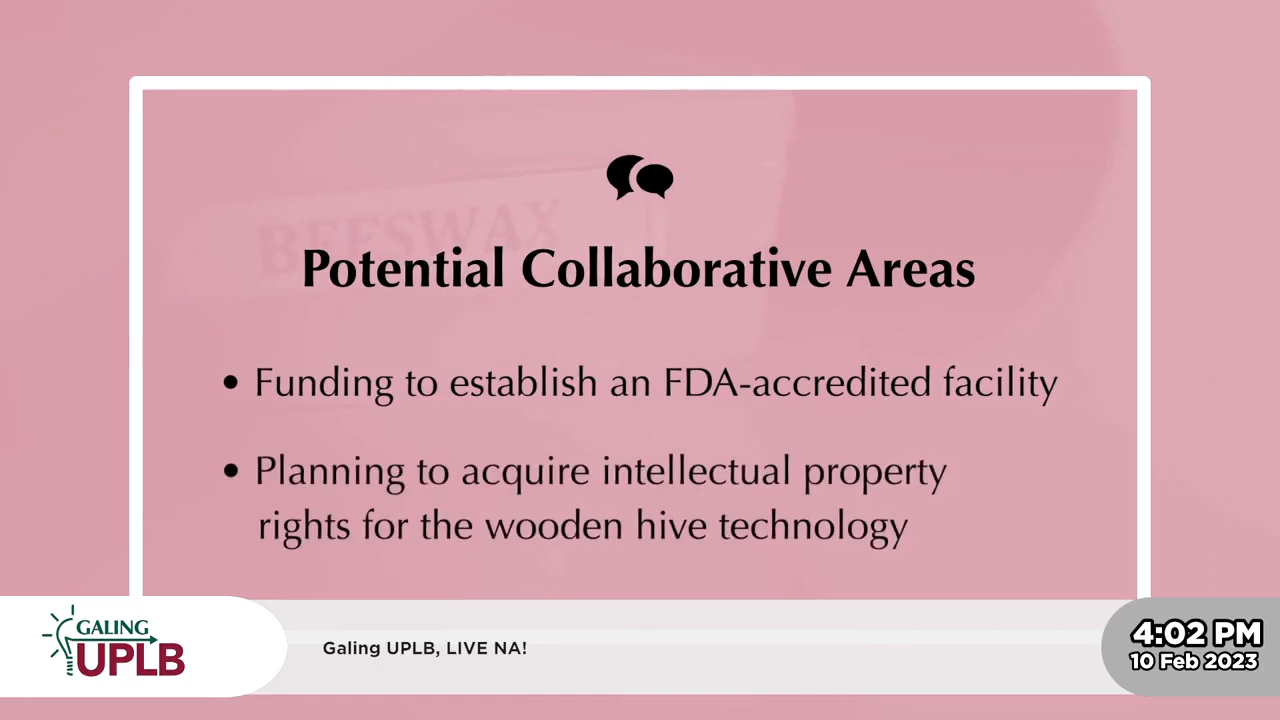 BEESWAX
Potential Collaborative Areas
• Funding to establish an FDA-accredited facility
• Planning to acquire intellectual property
rights for the wooden hive technology
GALING
UPLB
Galing UPLB, LIVE NA!
4:02 PM
10 Feb 2023